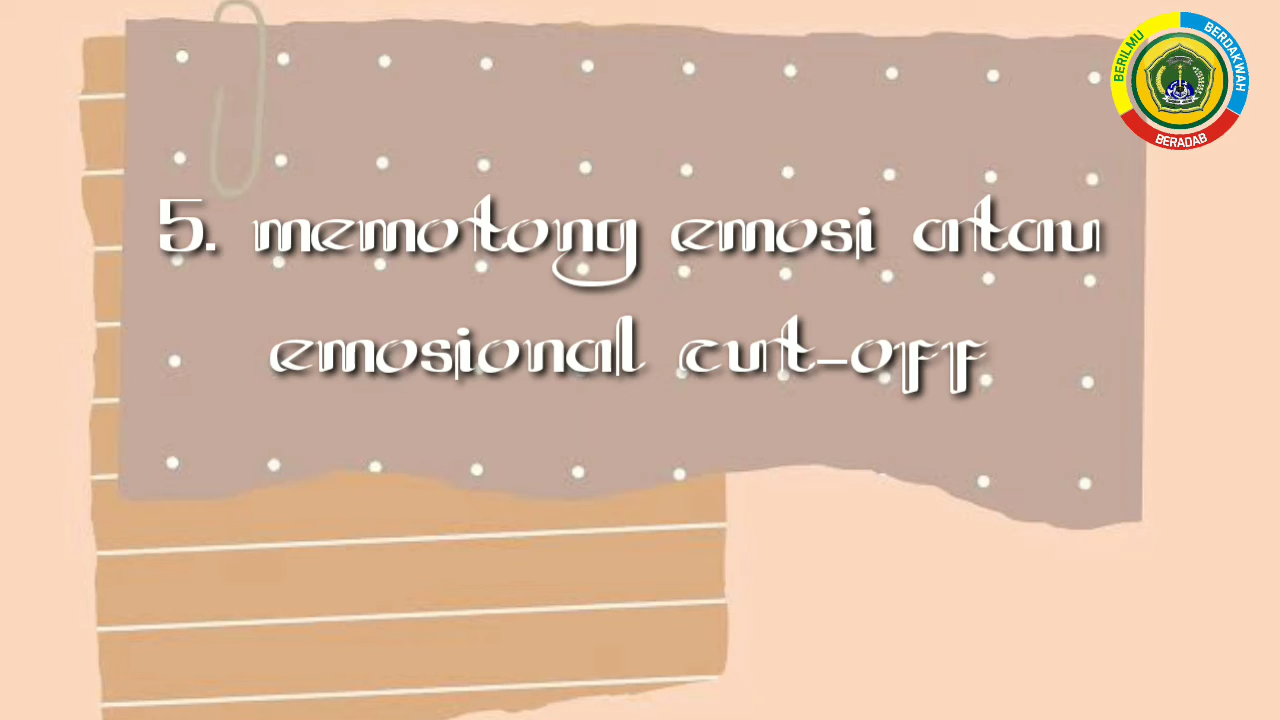 BERILMU
BERDAKWAH
BERADAB
5. memotong emosi atau
emosional cut-off